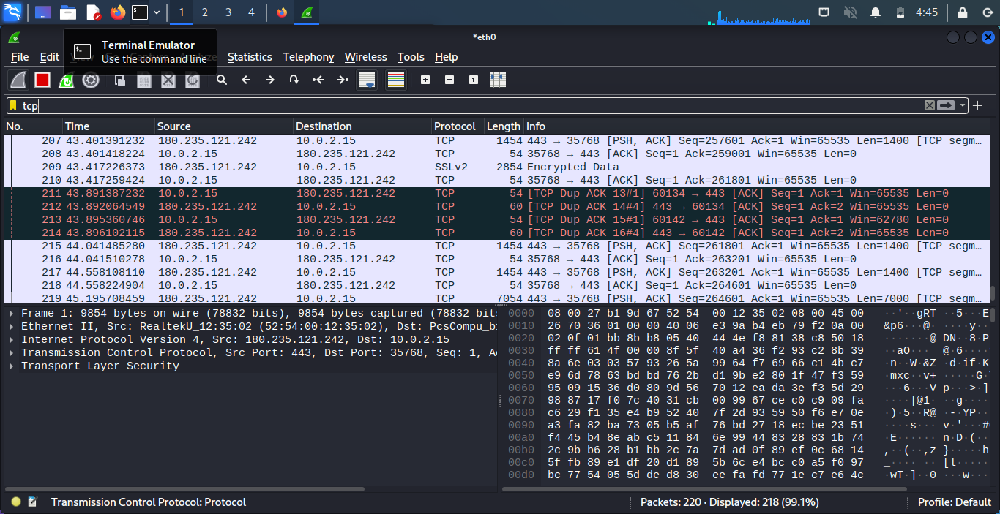 1 2 3 4 4:45
*eth0
Terminal Emulator
Use the command line
File Edit Statistics Telephony Wireless Tools Help
tcp
No. Time Source Destination Protocol Length Info
207 43.401391232 180.235.121.242 10.0.2.15 TCP 1454 443 → 35768 [PSH, ACK] Seq=257601 Ack=1 Win=65535 Len=1400 [TCP segm…
208 43.401418224 10.0.2.15 180.235.121.242 TCP 54 35768 → 443 [ACK] Seq=1 Ack=259001 Win=65535 Len=0
209 43.417226373 180.235.121.242 10.0.2.15 SSLv2 2854 Encrypted Data
210 43.417259424 10.0.2.15 180.235.121.242 TCP 54 35768 → 443 [ACK] Seq=1 Ack=261801 Win=65535 Len=0
211 43.891387232 10.0.2.15 180.235.121.242 TCP 54 [TCP Dup ACK 13#1] 60134 → 443 [ACK] Seq=1 Ack=1 Win=65535 Len=0
212 43.892064549 180.235.121.242 10.0.2.15 TCP 60 [TCP Dup ACK 14#4] 443 → 60134 [ACK] Seq=1 Ack=2 Win=65535 Len=0
213 43.895360746 10.0.2.15 180.235.121.242 TCP 54 [TCP Dup ACK 15#1] 60142 → 443 [ACK] Seq=1 Ack=1 Win=62780 Len=0
214 43.896102115 180.235.121.242 10.0.2.15 TCP 60 [TCP Dup ACK 16#4] 443 → 60142 [ACK] Seq=1 Ack=2 Win=65535 Len=0
215 44.041485280 180.235.121.242 10.0.2.15 TCP 1454 443 → 35768 [PSH, ACK] Seq=261801 Ack=1 Win=65535 Len=1400 [TCP segm…
216 44.041510278 10.0.2.15 180.235.121.242 TCP 54 35768 → 443 [ACK] Seq=1 Ack=263201 Win=65535 Len=0
217 44.558108110 180.235.121.242 10.0.2.15 TCP 1454 443 → 35768 [PSH, ACK] Seq=263201 Ack=1 Win=65535 Len=1400 [TCP segm…
218 44.558224904 10.0.2.15 180.235.121.242 TCP 54 35768 → 443 [ACK] Seq=1 Ack=264601 Win=65535 Len=0
219 45.195708459 180.235.121.242 10.0.2.15 TCP 7054 443 → 35768 [PSH, ACK] Seq=264601 Ack=1 Win=65535 Len=7000 [TCP segm…
Frame 1: 9854 bytes on wire (78832 bits), 9854 bytes captured (78832 bit
Ethernet II, Src: RealtekU_12:35:02 (52:54:00:12:35:02), Dst: PcsCompu_b
Internet Protocol Version 4, Src: 180.235.121.242, Dst: 10.0.2.15
Transmission Control Protocol, Src Port: 443, Dst Port: 35768, Seq: 1, A
Transport Layer Security
0000 08 00 27 b1 9d 67 52 54 00 12 35 02 08 00 45 00 ··'··gRT ··5···E·
0010 26 70 36 01 00 00 40 06 e3 9a b4 eb 79 f2 0a 00 &p6···@· ····y···
0020 02 0f 01 bb 8b b8 05 40 44 4e f8 81 38 c8 50 18 ·······@ DN··8·P·
0030 ff ff 61 4f 00 00 8f 5f 40 a4 36 f2 93 c2 8b 39 ··aO···_ @·6····
0040 8a 6e 03 03 57 93 26 5a 99 64 f7 69 66 c1 4b c7 ·n··W·&Z ·d·if·K·
0050 e9 6d 78 63 bd bd 76 2b d1 9b e2 80 1f 47 f3 59 ·mxc··v+ ·····G·
0060 95 09 15 36 d0 80 9d 56 70 12 ea da 3e f3 5d 29 ···6···V p···>·]
0070 98 87 17 f0 7c 40 31 cb 00 99 67 ce c0 c9 09 fa ····|@1· ··g·····
0080 c6 29 f1 35 e4 b9 52 40 7f 2d 93 59 50 f6 e7 0e ·)·5··R@ ·-·YP···
0090 a3 fa 82 ba 73 05 b5 af 76 bd 27 18 ec be 23 51 ····s··· v·'···#
00a0 f4 45 b4 8e ab c5 11 84 6e 99 44 83 28 83 1b 74 ·E······ n·D·(··
00b0 2c 9b b6 28 b1 bb 2c 7a 7d ad 0f 89 ef 0c 68 14 ,··(··,z }·····h·
00c0 5f fb 89 e1 df 20 d1 89 5b 6c e4 bc c0 a5 f0 97 _···· ·· [l······
00d0 bc 77 54 05 5d de d8 30 ee fa fd 77 1e c7 e6 4c ·wT·]··0 ···w···
Transmission Control Protocol: Protocol Packets: 220 · Displayed: 218 (99.1%) Profile: Default